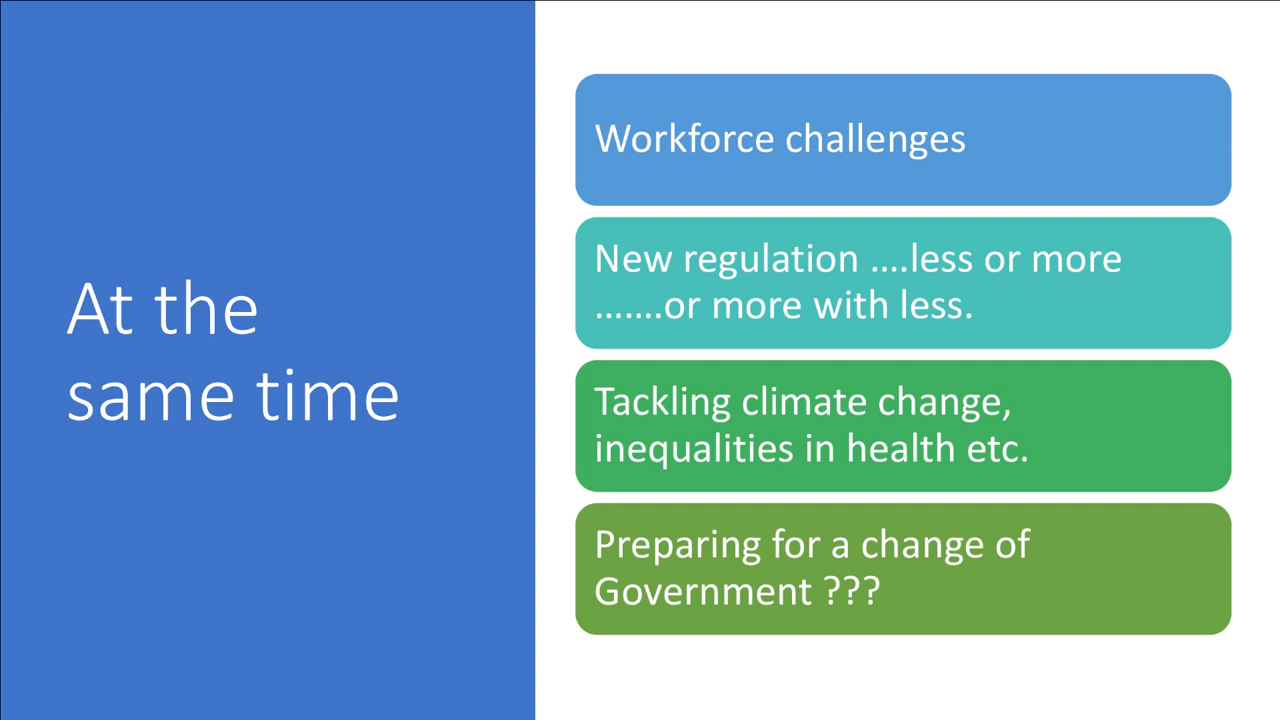 At the
same time
Workforce challenges
New regulation ....less or more
.......or more with less.
Tackling climate change,
inequalities in health etc.
Preparing for a change of
Government ???